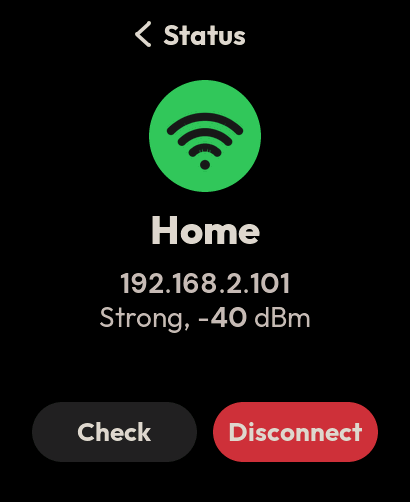 Status
Home
192.168.2.101
Strong, -40 dBm
Check
Disconnect